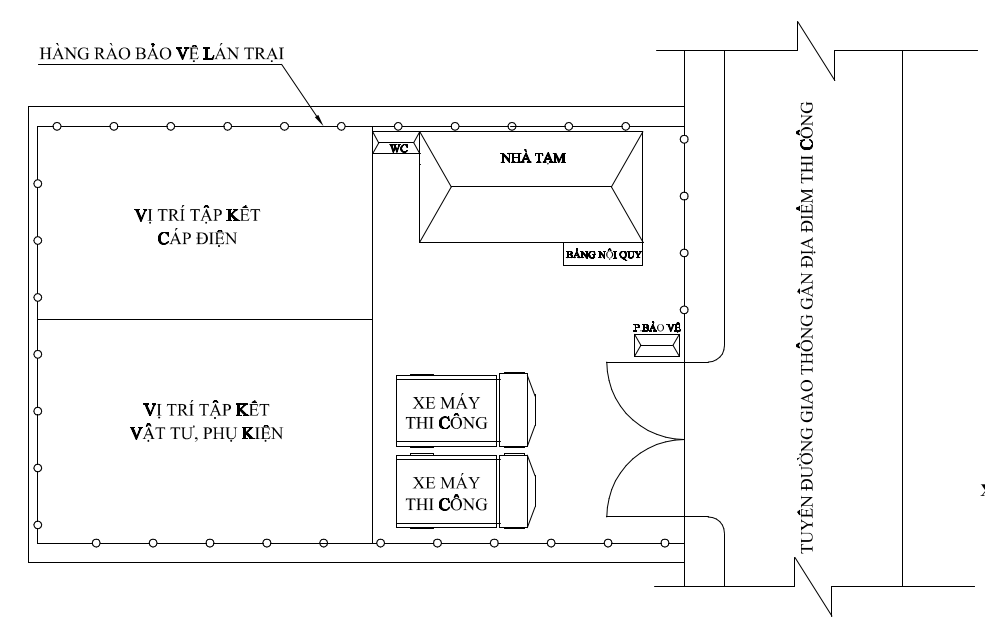 HÀNG RÀO BẢO VỆ LÁN TRẠI
WC
NHÀ TẠM
VỊ TRÍ TẬP KẾT
CÁP ĐIỆN
BẢNG NỘI QUY
P BẢO VỆ
XE MÁY
THI CÔNG
VỊ TRÍ TẬP KẾT
VẬT TƯ, PHỤ KIỆN
XE MÁY
THI CÔNG
TUYẾN ĐƯỜNG GIAO THÔNG GẦN ĐỊA ĐIỂM THI CÔNG